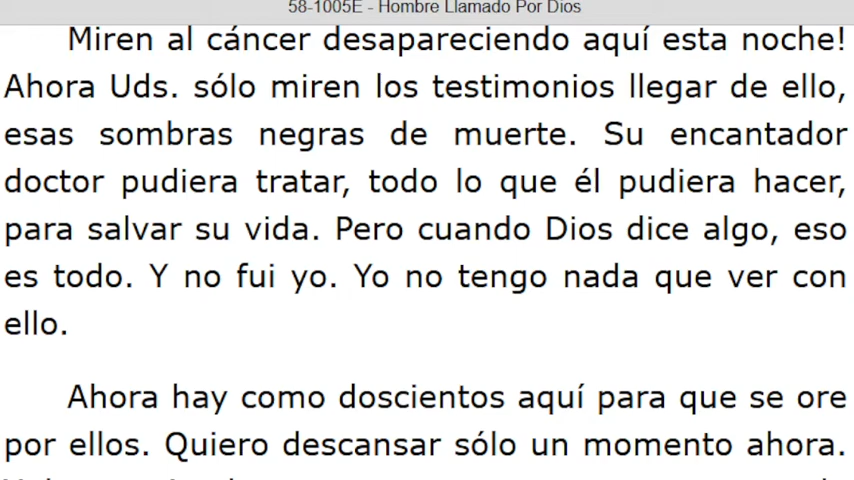 58-1005E - Hombre Llamado Por Dios
Miren al cáncer desapareciendo aquí esta noche!
Ahora Uds. sólo miren los testimonios llegar de ello,
esas sombras negras de muerte. Su encantador
doctor pudiera tratar, todo lo que él pudiera hacer,
para salvar su vida. Pero cuando Dios dice algo, eso
es todo. Y no fui yo. Yo no tengo nada que ver con
ello.
Ahora hay como doscientos aquí para que se ore
por ellos. Quiero descansar sólo un momento ahora.